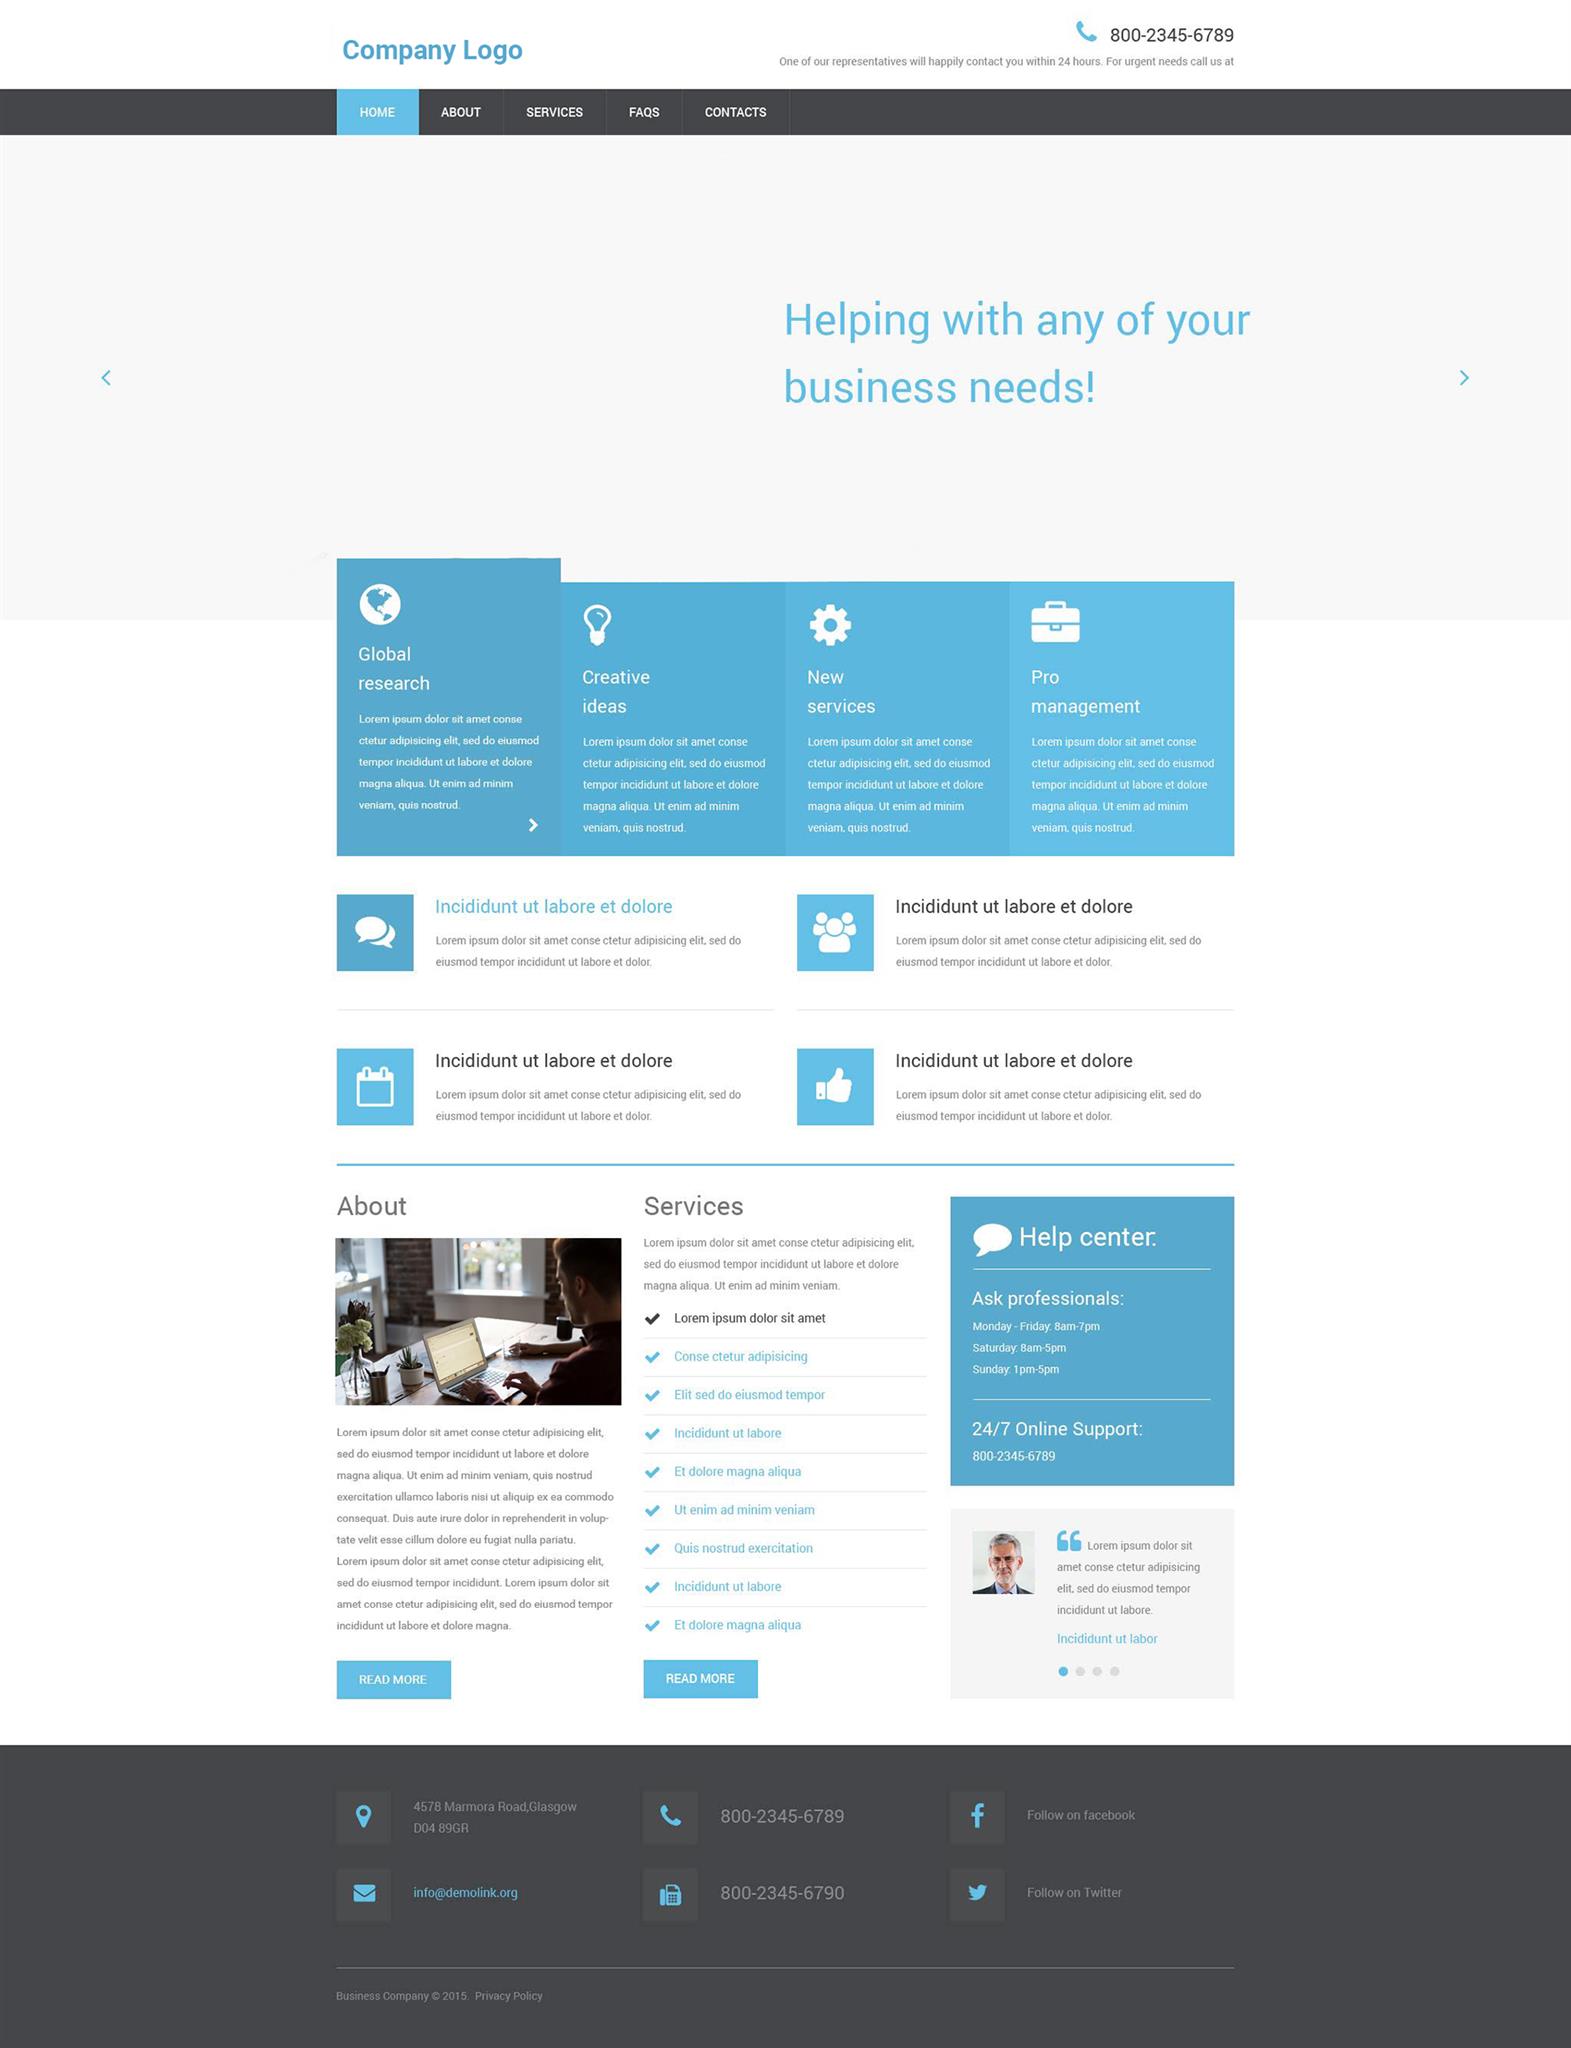 Company Logo
800-2345-6789
One of our representatives will happily contact you within 24 hours. For urgent needs call us at
HOME
ABOUT
SERVICES
FAQS
CONTACTS
Helping with any of your
business needs!
Global
research
Lorem ipsum dolor sit amet conse
ctetur adipisicing elit, sed do eiusmod
tempor incididunt ut labore et dolore
magna aliqua. Ut enim ad minim
veniam, quis nostrud.
Creative
ideas
Lorem ipsum dolor sit amet conse
ctetur adipisicing elit, sed do eiusmod
tempor incididunt ut labore et dolore
magna aliqua. Ut enim ad minim
veniam, quis nostrud.
New
services
Lorem ipsum dolor sit amet conse
ctetur adipisicing elit, sed do eiusmod
tempor incididunt ut labore et dolore
magna aliqua. Ut enim ad minim
veniam, quis nostrud.
Pro
management
Lorem ipsum dolor sit amet conse
ctetur adipisicing elit, sed do eiusmod
tempor incididunt ut labore et dolore
magna aliqua. Ut enim ad minim
veniam, quis nostrud.
Incididunt ut labore et dolore
Lorem ipsum dolor sit amet conse ctetur adipisicing elit, sed do
eiusmod tempor incididunt ut labore et dolor.
Incididunt ut labore et dolore
Lorem ipsum dolor sit amet conse ctetur adipisicing elit, sed do
eiusmod tempor incididunt ut labore et dolor.
Incididunt ut labore et dolore
Lorem ipsum dolor sit amet conse ctetur adipisicing elit, sed do
eiusmod tempor incididunt ut labore et dolor.
Incididunt ut labore et dolore
Lorem ipsum dolor sit amet conse ctetur adipisicing elit, sed do
eiusmod tempor incididunt ut labore et dolor.
About
Lorem ipsum dolor sit amet conse ctetur adipisicing elit,
sed do eiusmod tempor incididunt ut labore et dolore
magna aliqua. Ut enim ad minim veniam, quis nostrud
exercitation ullamco laboris nisi ut aliquip ex ea commodo
consequat. Duis aute irure dolor in reprehenderit in volup-
tate velit esse cillum dolore eu fugiat nulla pariatu.
Lorem ipsum dolor sit amet conse ctetur adipisicing elit,
sed do eiusmod tempor incididunt. Lorem ipsum dolor sit
amet conse ctetur adipisicing elit, sed do eiusmod tempor
incididunt ut labore et dolore magna.
READ MORE
Services
Lorem ipsum dolor sit amet conse ctetur adipisicing elit,
sed do eiusmod tempor incididunt ut labore et dolore
magna aliqua. Ut enim ad minim veniam.
Lorem ipsum dolor sit amet
Conse ctetur adipisicing
Elit sed do eiusmod tempor
Incididunt ut labore
Et dolore magna aliqua
Ut enim ad minim veniam
Quis nostrud exercitation
Incididunt ut labore
Et dolore magna aliqua
READ MORE
Help center:
Ask professionals:
Monday - Friday: 8am-7pm
Saturday: 8am-5pm
Sunday: 1pm-5pm
24/7 Online Support:
800-2345-6789
Lorem ipsum dolor sit
amet conse ctetur adipisicing
elit, sed do eiusmod tempor
incididunt ut labore.
Incididunt ut labor
4578 Marmora Road,Glasgow
D04 89GR
800-2345-6789
Follow on facebook
info@demolink.org
800-2345-6790
Follow on Twitter
Business Company © 2015. Privacy Policy